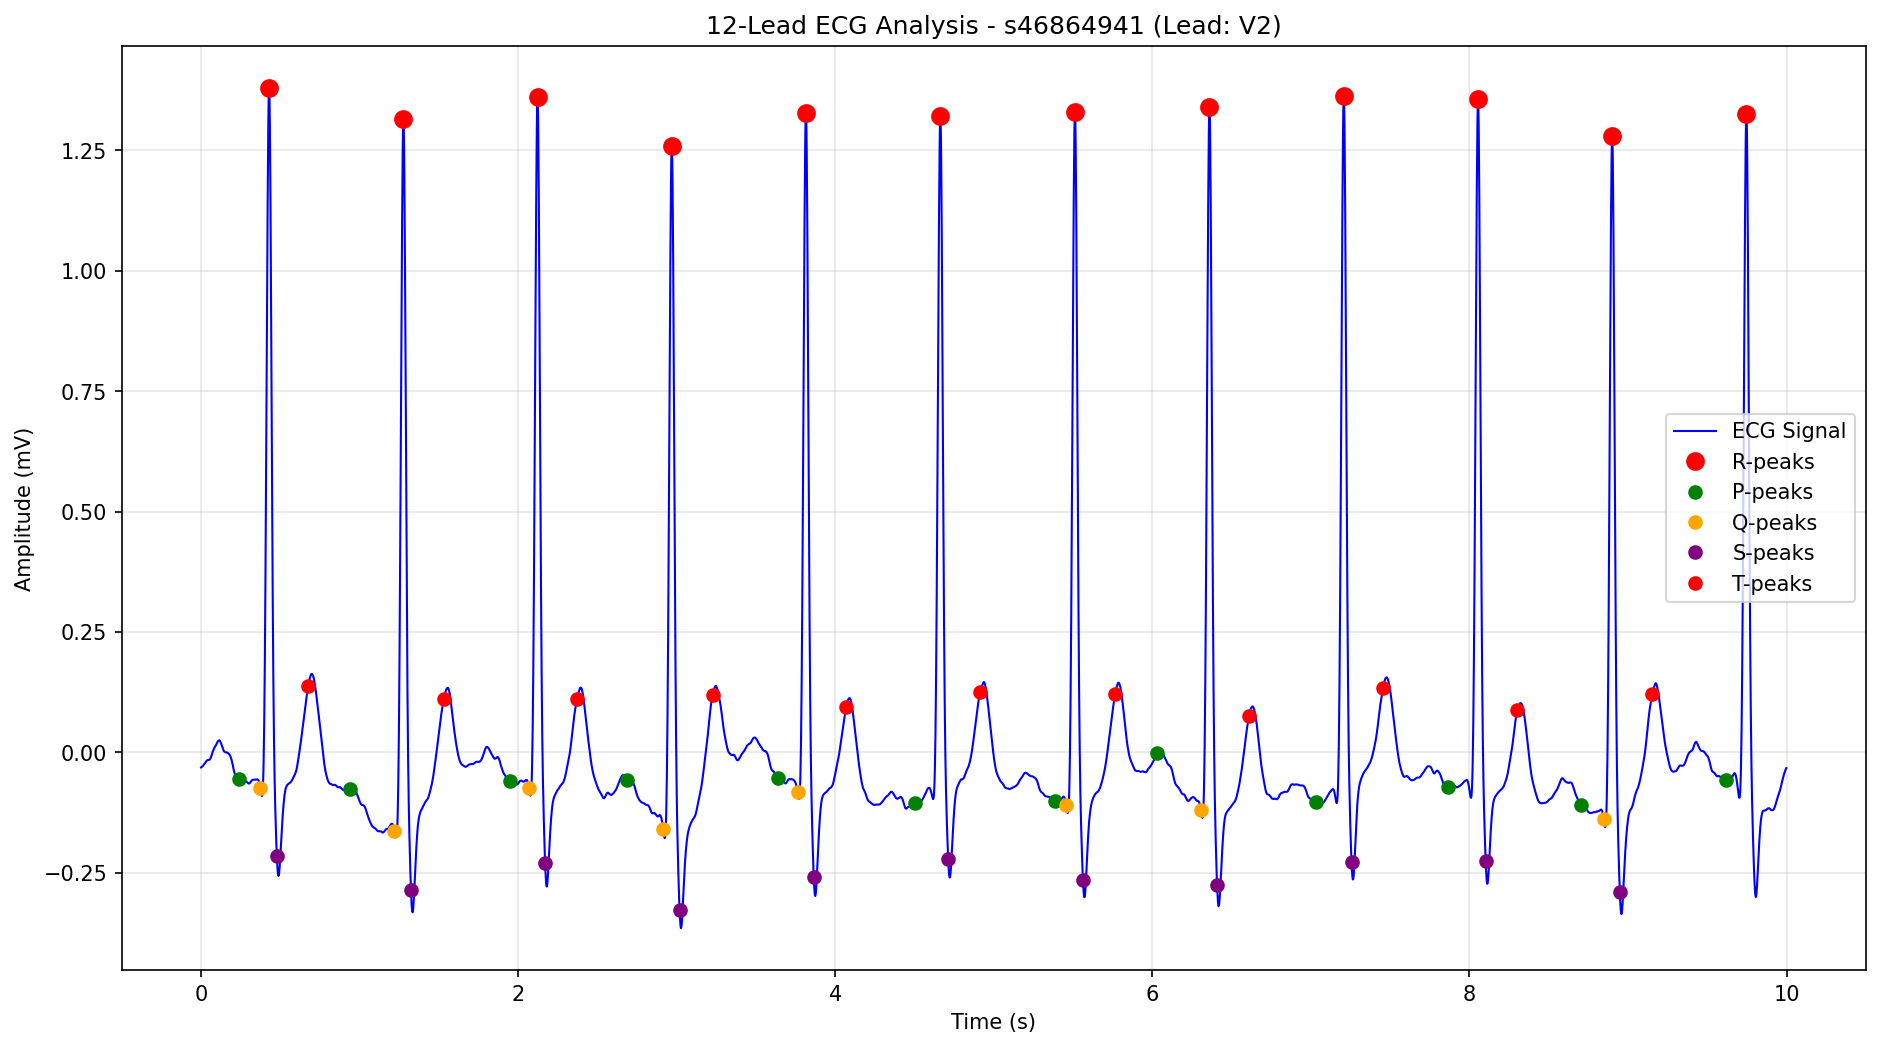 12-Lead ECG Analysis - s46864941 (Lead: V2)
Amplitude (mV)
1.25
1.00
0.75
0.50
0.25
0.00
−0.25
ECG Signal
R-peaks
P-peaks
Q-peaks
S-peaks
T-peaks
0 2 4 6 8 10
Time (s)